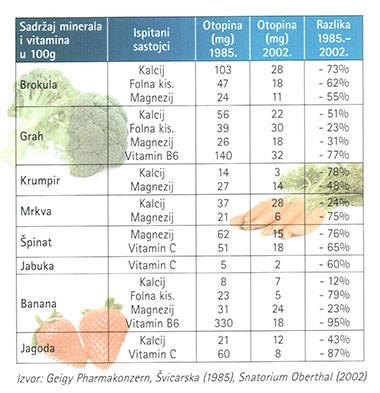 Sadržaj minerala i vitamina u 100g | Ispitani sastojci | Otopina (mg) 1985. | Otopina (mg) 2002. | Razlika 1985.– 2002.
Brokula | Kalcij | 103 | 28 | - 73%
Folna kis. | 47 | 18 | - 62%
Magnezij | 24 | 11 | - 55%
Grah | Kalcij | 56 | 22 | - 51%
Folna kis. | 39 | 30 | - 23%
Magnezij | 26 | 18 | - 31%
Vitamin B6 | 140 | 32 | - 77%
Krumpir | Kalcij | 14 | 3 | - 78%
Magnezij | 27 | 14 | - 48%
Mrkva | Kalcij | 37 | 28 | - 24%
Magnezij | 21 | 6 | - 75%
Špinat | Magnezij | 62 | 15 | - 76%
Vitamin C | 51 | 18 | - 65%
Jabuka | Vitamin C | 5 | 2 | - 60%
Banana | Kalcij | 8 | 7 | - 12%
Folna kis. | 23 | 5 | - 79%
Magnezij | 31 | 24 | - 23%
Vitamin B6 | 330 | 18 | - 95%
Jagoda | Kalcij | 21 | 12 | - 43%
Vitamin C | 60 | 8 | - 87%
Izvor: Geigy Pharmakonzern, Švicarska (1985), Snatorium Oberthal (2002)